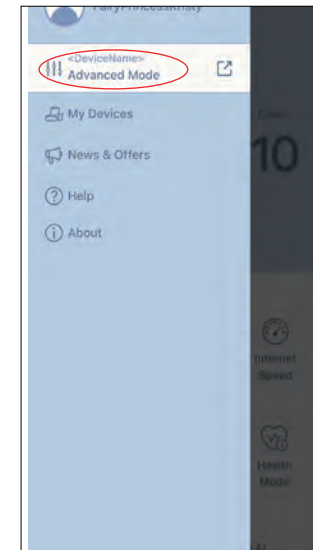 FairyPrincessKristy
<DeviceName>
Advanced Mode
My Devices
News & Offers
Help
About
10
Internet
Speed
Health
Mode